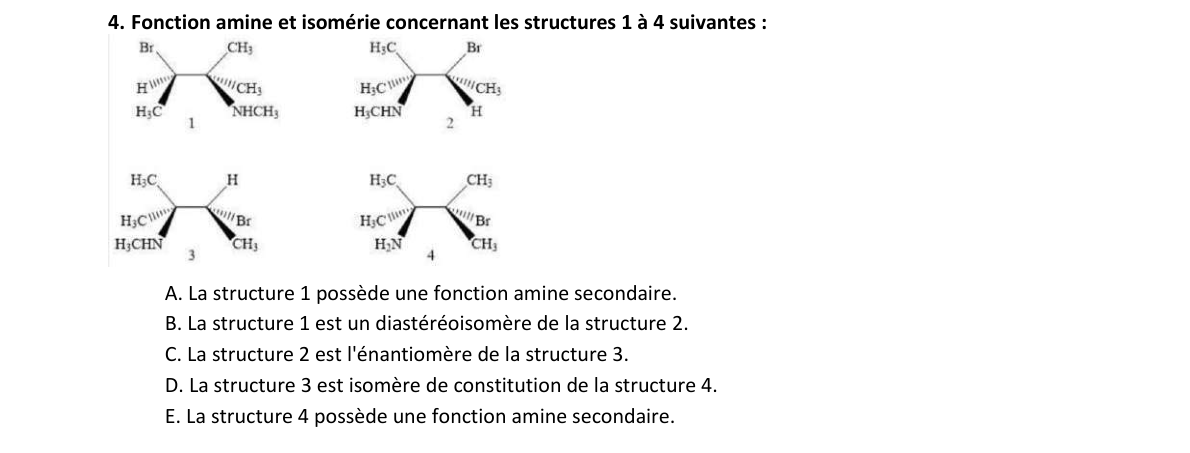 4. Fonction amine et isomérie concernant les structures 1 à 4 suivantes :
Br CH₃ H₃C Br
H CH₃ H₃C CH₃
H₃C NHCH₃ H₃CHN H
1 2
H₃C H H₃C CH₃
H₃C Br H₃C Br
H₃CHN CH₃ H₂N CH₃
3 4
A. La structure 1 possède une fonction amine secondaire.
B. La structure 1 est un diastéréoisomère de la structure 2.
C. La structure 2 est l'énantiomère de la structure 3.
D. La structure 3 est isomère de constitution de la structure 4.
E. La structure 4 possède une fonction amine secondaire.